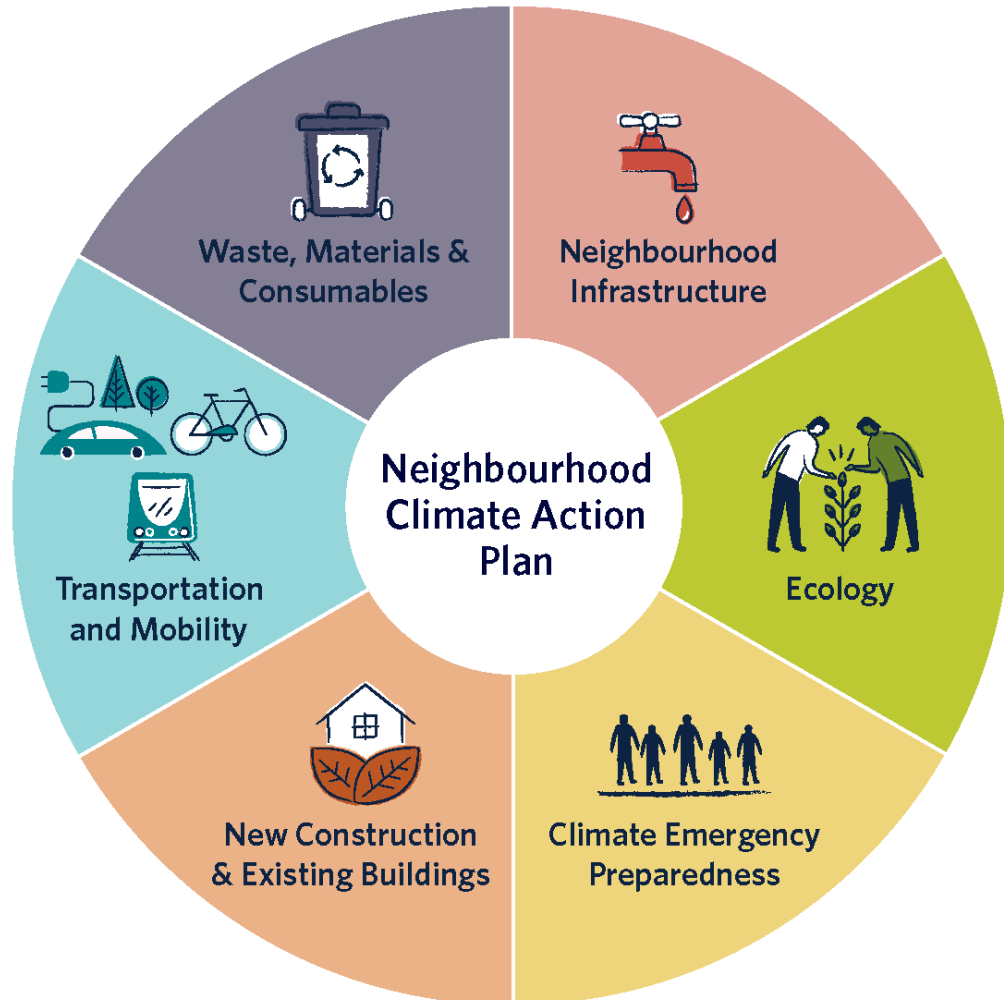 Waste, Materials &
Consumables
Neighbourhood
Infrastructure
Neighbourhood
Climate Action
Plan
Transportation
and Mobility
Ecology
New Construction
& Existing Buildings
Climate Emergency
Preparedness